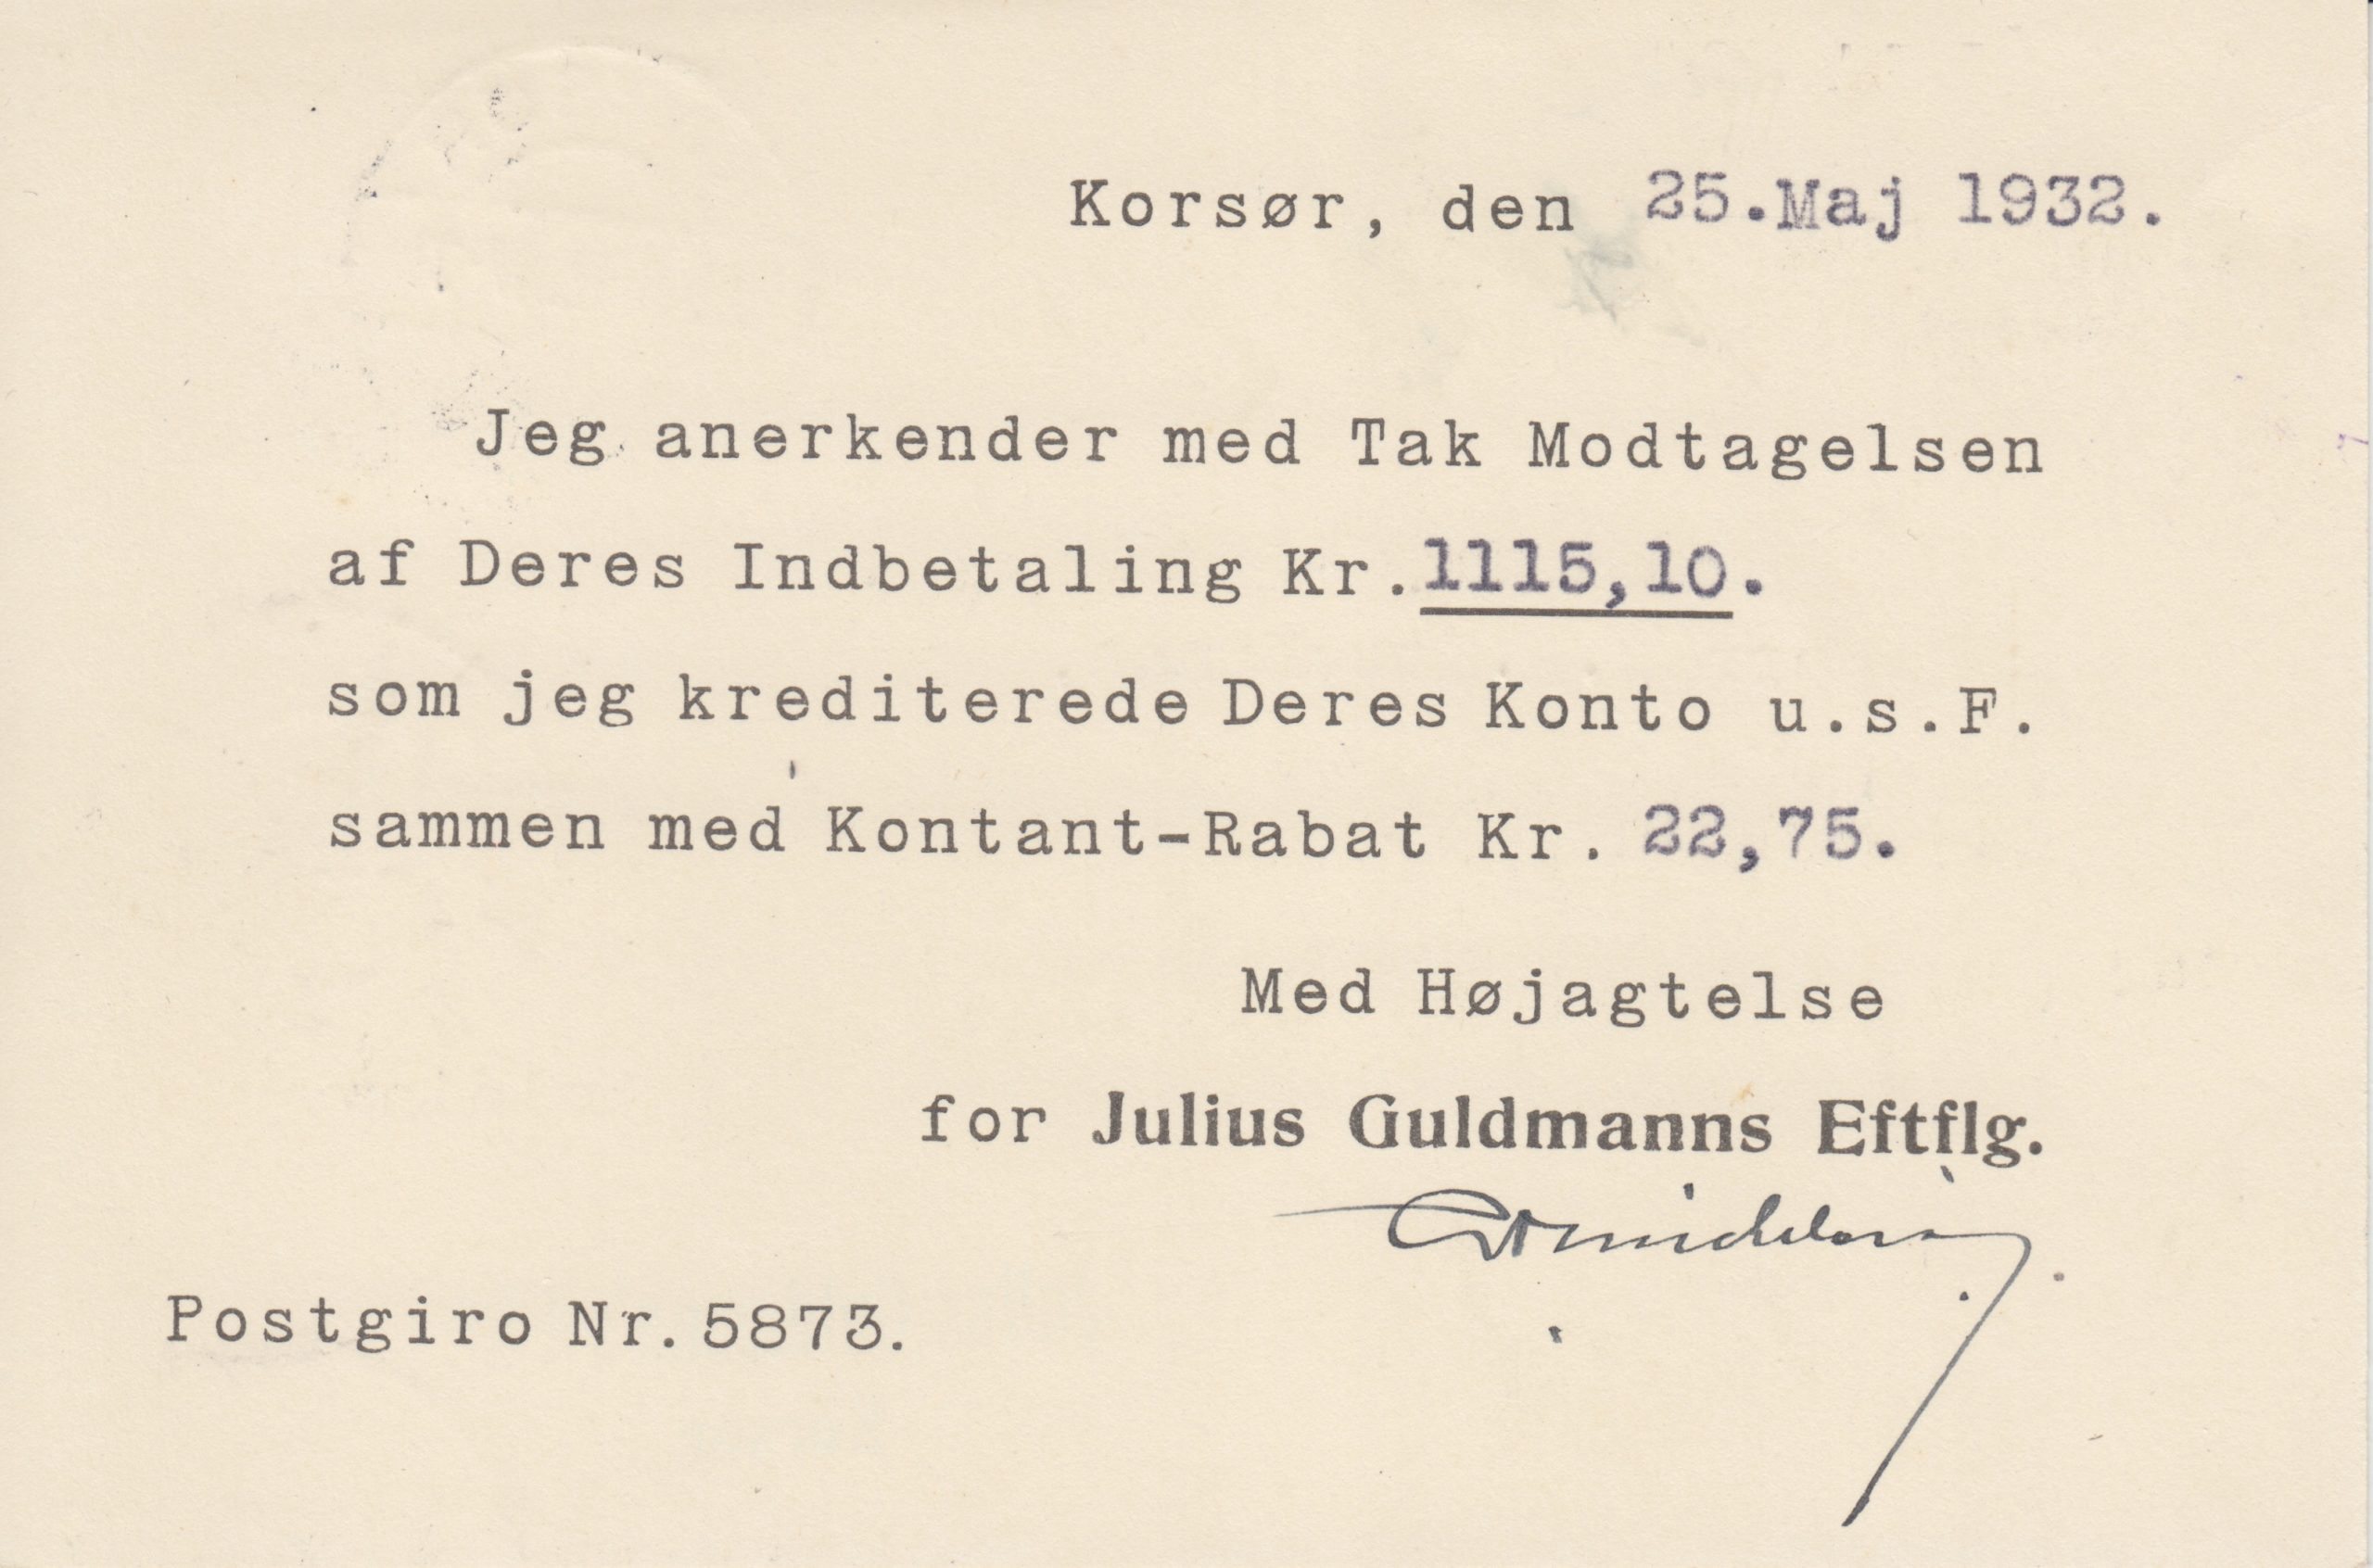 Korsør, den 25.Maj 1932.
Jeg anerkender med Tak Modtagelsen
af Deres Indbetaling Kr.1115,10.
som jeg krediterede Deres Konto u.s.F.
sammen med Kontant-Rabat Kr. 22,75.
Med Højagtelse
for Julius Guldmanns Eftflg.
Postgiro Nr. 5873.